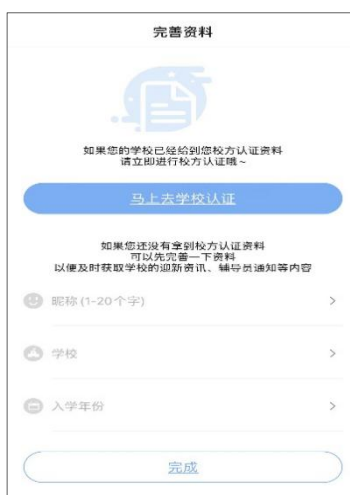 完善资料
如果您的学校已经给到您校方认证资料
请立即进行校方认证哦~
马上去学校认证
如果您还没有拿到校方认证资料
可以先完善一下资料
以便及时获取学校的迎新资讯、辅导员通知等内容
昵称(1-20个字)
学校
入学年份
完成